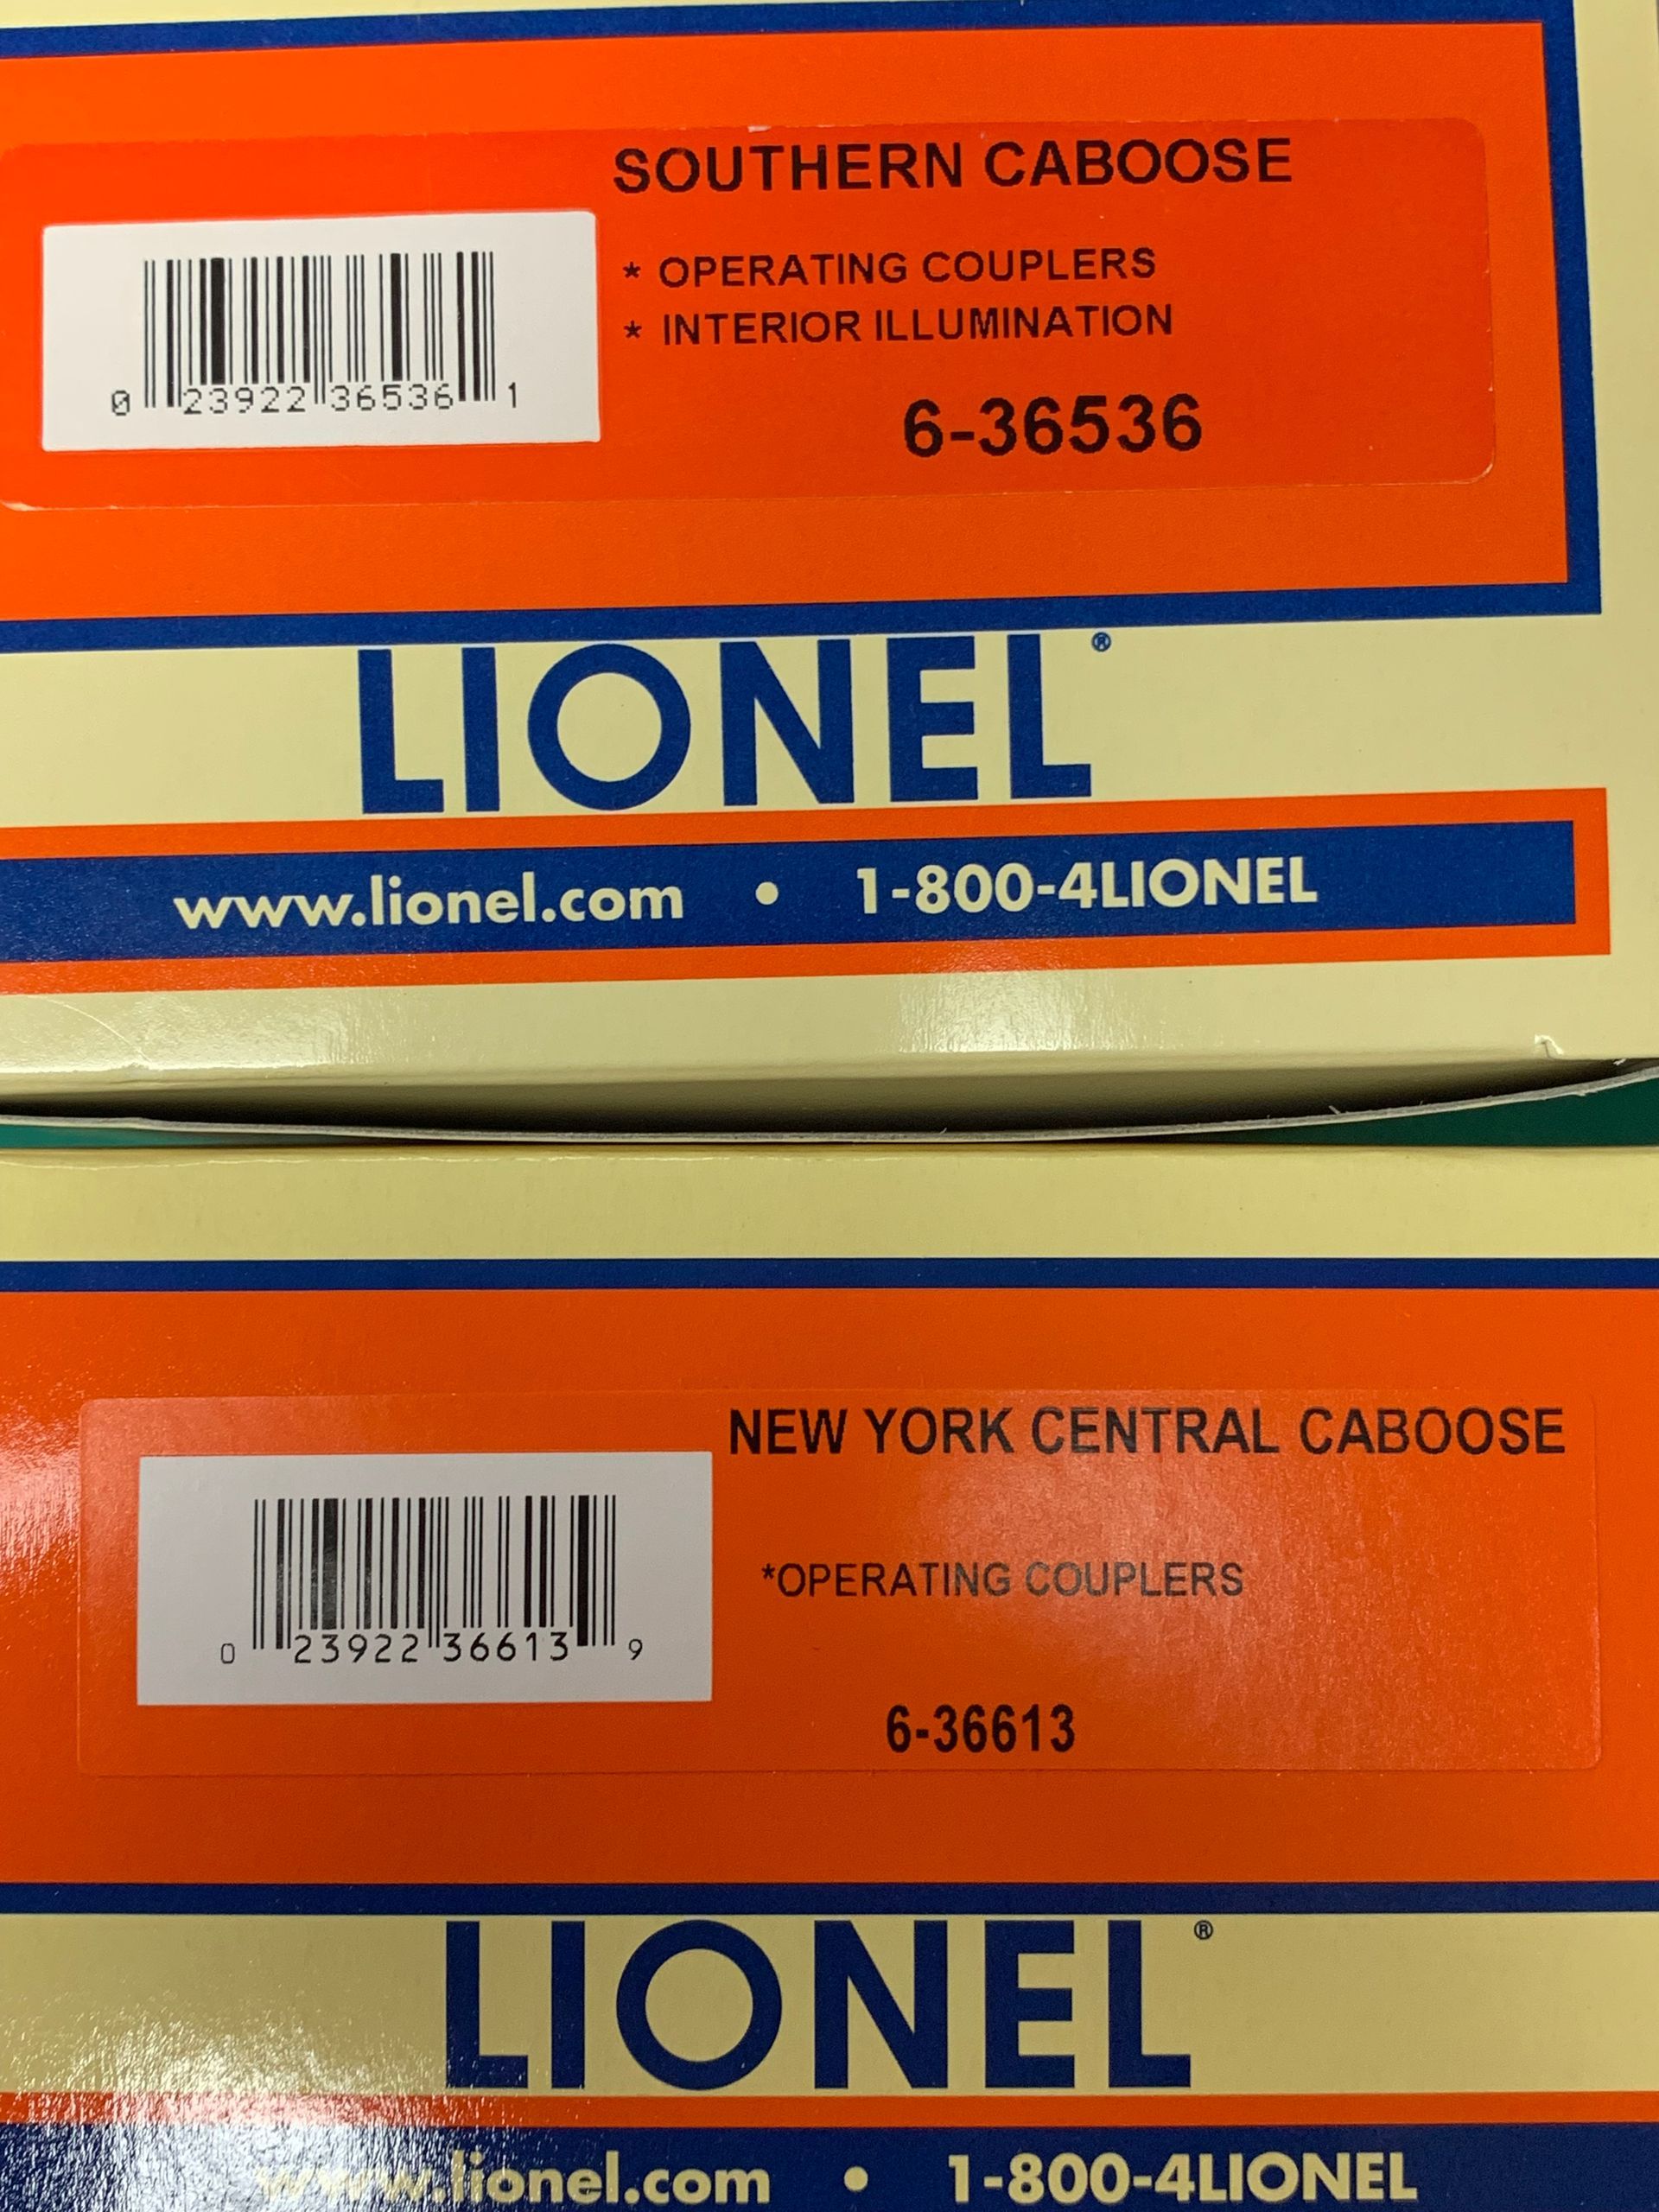 SOUTHERN CABOOSE
* OPERATING COUPLERS
* INTERIOR ILLUMINATION
0 23922 36536 1
6-36536
LIONEL®
www.lionel.com • 1-800-4LIONEL
NEW YORK CENTRAL CABOOSE
*OPERATING COUPLERS
0 23922 36613 9
6-36613
LIONEL®
www.lionel.com • 1-800-4LIONEL